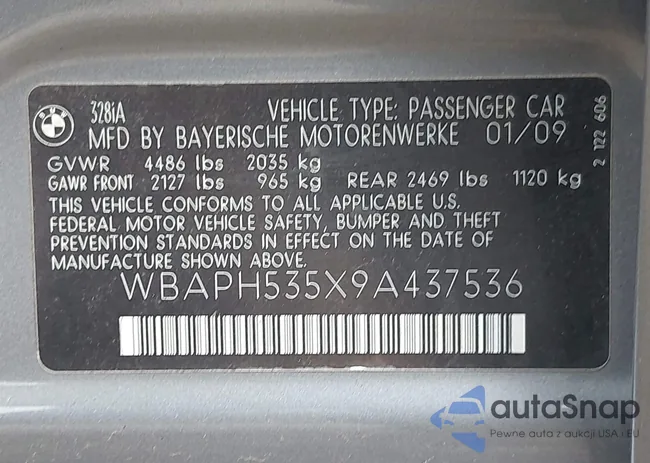 BMW
328iA VEHICLE TYPE: PASSENGER CAR
MFD BY BAYERISCHE MOTORENWERKE 01/09
GVWR 4486 lbs 2035 kg
GAWR FRONT 2127 lbs 965 kg REAR 2469 lbs 1120 kg
THIS VEHICLE CONFORMS TO ALL APPLICABLE U.S.
FEDERAL MOTOR VEHICLE SAFETY, BUMPER AND THEFT
PREVENTION STANDARDS IN EFFECT ON THE DATE OF
MANUFACTURE SHOWN ABOVE.
WBAPH535X9A437536
2 122 606
autaSnap
Pewne auta z aukcji USA i EU